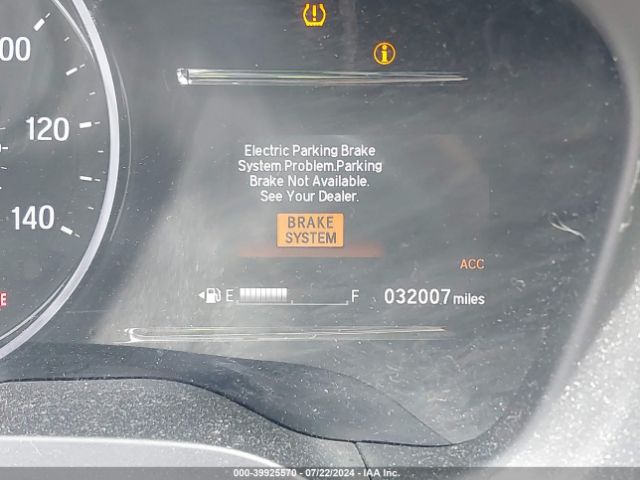 00
120
140
E
Electric Parking Brake
System Problem.Parking
Brake Not Available.
See Your Dealer.
BRAKE
SYSTEM
ACC
E F 032007 miles
000-39925570 - 07/22/2024 - IAA Inc.